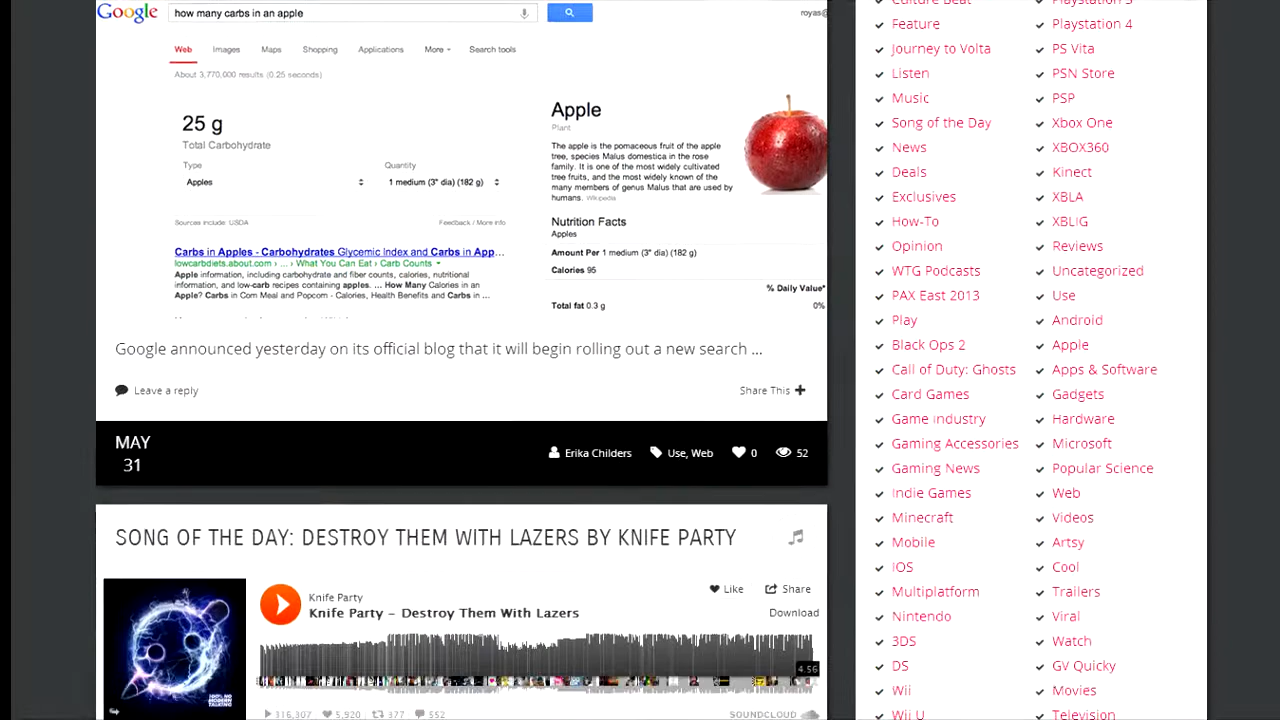 Google
how many carbs in an apple
royas@
Web Images Maps Shopping Applications More Search tools
About 3,770,000 results (0.25 seconds)
25 g
Total Carbohydrate
Type
Quantity
Apples
1 medium (3" dia) (182 g)
Sources include: USDA
Feedback / More info
Carbs in Apples - Carbohydrates Glycemic Index and Carbs in App...
lowcarbdiets.about.com › ... › What You Can Eat › Carb Counts
Apple information, including carbohydrate and fiber counts, calories, nutritional
information, and low-carb recipes containing apples. ... How Many Calories in an
Apple? Carbs in Corn Meal and Popcorn - Calories, Health Benefits and Carbs in ...
Apple
Plant
The apple is the pomaceous fruit of the apple
tree, species Malus domestica in the rose
family. It is one of the most widely cultivated
tree fruits, and the most widely known of the
many members of genus Malus that are used by
humans. Wikipedia
Nutrition Facts
Apples
Amount Per 1 medium (3" dia) (182 g)
Calories 95
% Daily Value*
Total fat 0.3 g
0%
Google announced yesterday on its official blog that it will begin rolling out a new search ...
Leave a reply
Share This
MAY
31
Erika Childers
Use, Web
0
52
SONG OF THE DAY: DESTROY THEM WITH LAZERS BY KNIFE PARTY
100% NO
MODERN
TALKING
Knife Party
Knife Party - Destroy Them With Lazers
Like
Share
Download
4.56
316,307
5,920
377
552
SOUNDCLOUD
Culture Beat
Feature
Journey to Volta
Listen
Music
Song of the Day
News
Deals
Exclusives
How-To
Opinion
WTG Podcasts
PAX East 2013
Play
Black Ops 2
Call of Duty: Ghosts
Card Games
Game Industry
Gaming Accessories
Gaming News
Indie Games
Minecraft
Mobile
IOS
Multiplatform
Nintendo
3DS
DS
Wii
Wii U
Playstation 3
Playstation 4
PS Vita
PSN Store
PSP
Xbox One
XBOX360
Kinect
XBLA
XBLIG
Reviews
Uncategorized
Use
Android
Apple
Apps & Software
Gadgets
Hardware
Microsoft
Popular Science
Web
Videos
Artsy
Cool
Trailers
Viral
Watch
GV Quicky
Movies
Television